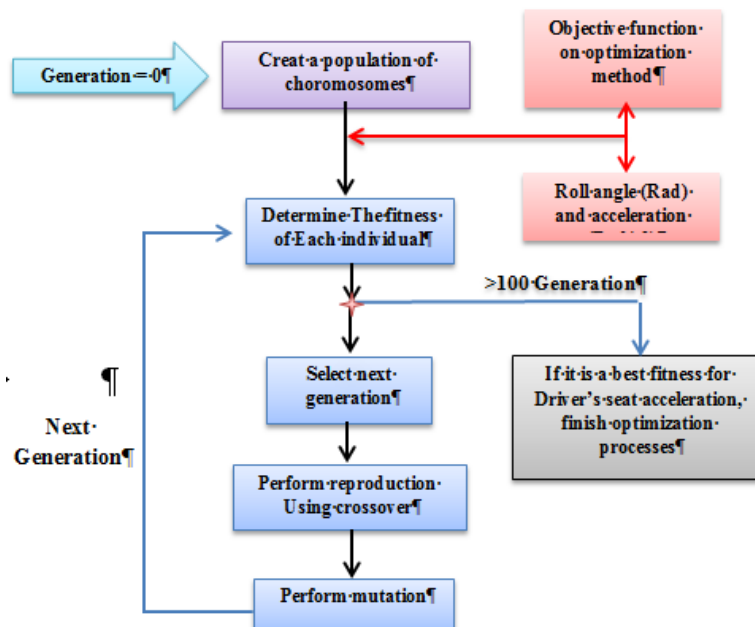 Generation = 0¶
Creat a population of
choromosomes¶
Objective function
on optimization
method¶
Roll angle (Rad)
and acceleration
Determine The fitness
of Each individual¶
>100 Generation¶
Select next
generation¶
If it is a best fitness for
Driver's seat acceleration,
finish optimization
processes¶
¶
Next
Generation¶
Perform reproduction
Using crossover¶
Perform mutation¶